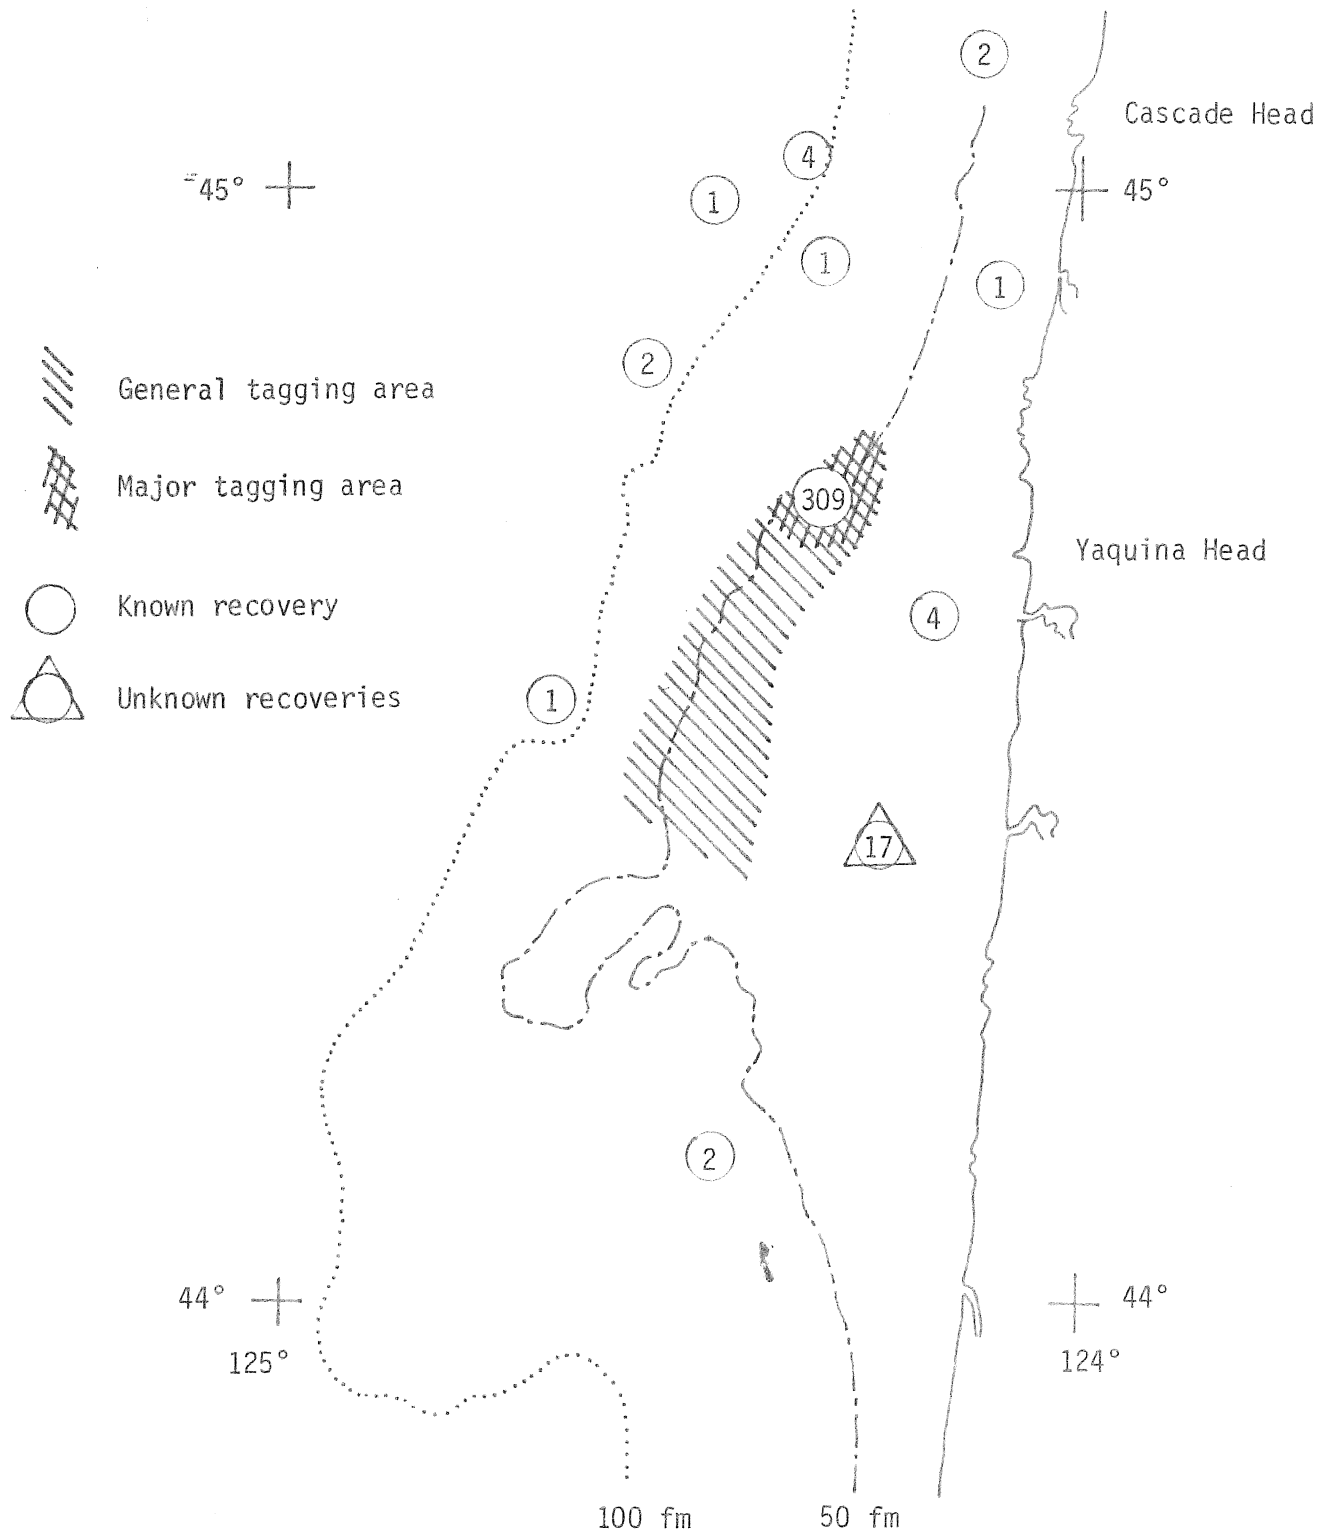 2
Cascade Head
4
45°
45°
1
1
1
2
General tagging area
Major tagging area
309
Yaquina Head
Known recovery
4
Unknown recoveries
1
17
2
44°
44°
125°
124°
100 fm
50 fm